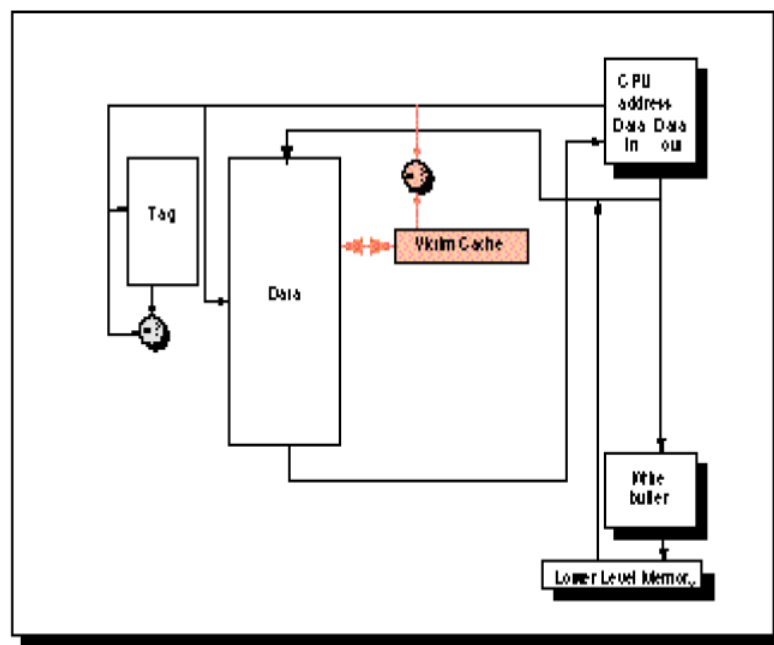 CPU
address
Data Data
In out
Tag
=?
Victim Cache
Data
=?
Write
buffer
Lower Level Memory